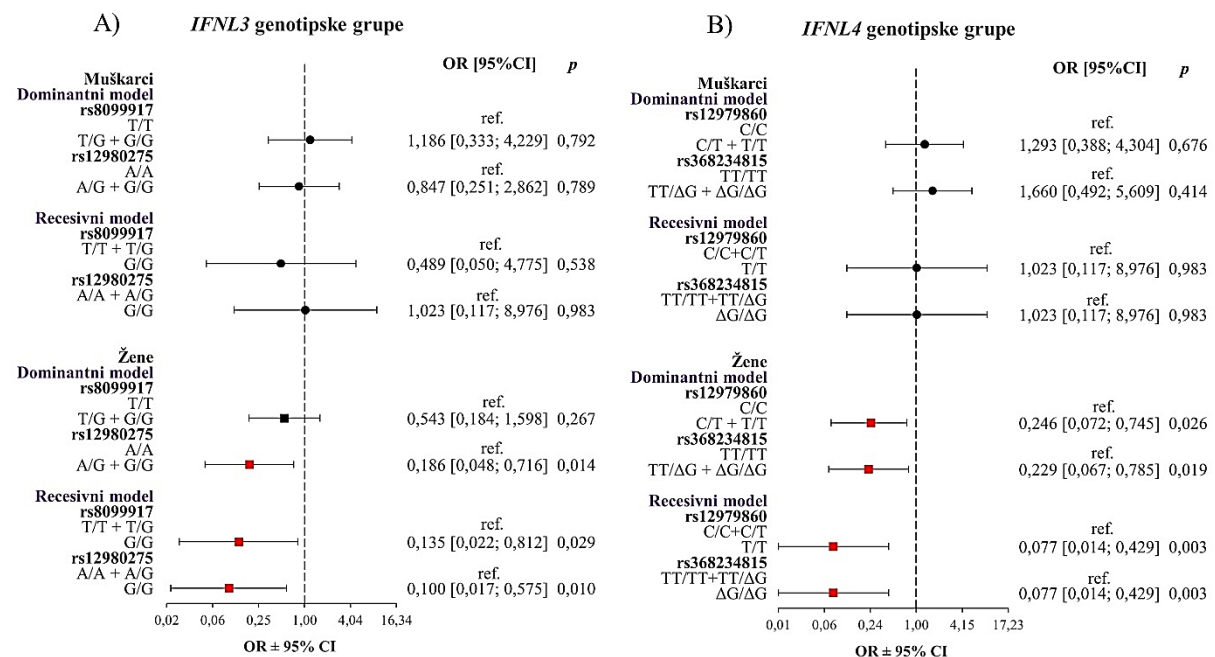 A)
IFNL3 genotipske grupe
OR [95%CI] p
Muškarci
Dominantni model
rs8099917
T/T ref.
T/G + G/G 1,186 [0,333; 4,229] 0,792
rs12980275
A/A ref.
A/G + G/G 0,847 [0,251; 2,862] 0,789
Recesivni model
rs8099917
T/T + T/G ref.
G/G 0,489 [0,050; 4,775] 0,538
rs12980275
A/A + A/G ref.
G/G 1,023 [0,117; 8,976] 0,983
Žene
Dominantni model
rs8099917
T/T ref.
T/G + G/G 0,543 [0,184; 1,598] 0,267
rs12980275
A/A ref.
A/G + G/G 0,186 [0,048; 0,716] 0,014
Recesivni model
rs8099917
T/T + T/G ref.
G/G 0,135 [0,022; 0,812] 0,029
rs12980275
A/A + A/G ref.
G/G 0,100 [0,017; 0,575] 0,010
0,02 0,06 0,25 1,00 4,04 16,34
OR ± 95% CI
B)
IFNL4 genotipske grupe
OR [95%CI] p
Muškarci
Dominantni model
rs12979860
C/C ref.
C/T + T/T 1,293 [0,388; 4,304] 0,676
rs368234815
TT/TT ref.
TT/ΔG + ΔG/ΔG 1,660 [0,492; 5,609] 0,414
Recesivni model
rs12979860
C/C+C/T ref.
T/T 1,023 [0,117; 8,976] 0,983
rs368234815
TT/TT+TT/ΔG ref.
ΔG/ΔG 1,023 [0,117; 8,976] 0,983
Žene
Dominantni model
rs12979860
C/C ref.
C/T + T/T 0,246 [0,072; 0,745] 0,026
rs368234815
TT/TT ref.
TT/ΔG + ΔG/ΔG 0,229 [0,067; 0,785] 0,019
Recesivni model
rs12979860
C/C+C/T ref.
T/T 0,077 [0,014; 0,429] 0,003
rs368234815
TT/TT+TT/ΔG ref.
ΔG/ΔG 0,077 [0,014; 0,429] 0,003
0,01 0,06 0,24 1,00 4,15 17,23
OR ± 95% CI